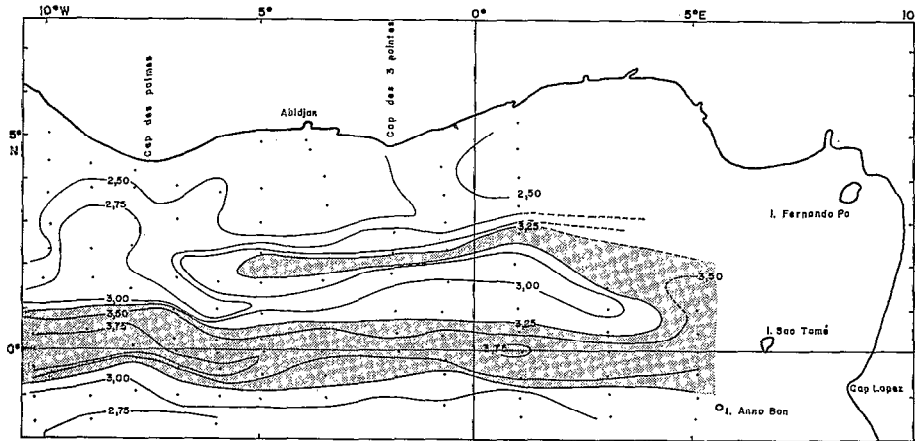 10°W
5°
0°
5°E
10
Cap des palmes
Abidjan
Cap des 3 pointes
5°
N
2,50
2,75
2,50
3,25
I. Fernando Po
3,50
3,00
3,00
3,50
3,75
3,25
0°
3,75
I. Sao Tomé
3,00
Cap Lopez
2,75
I. Anno Bon